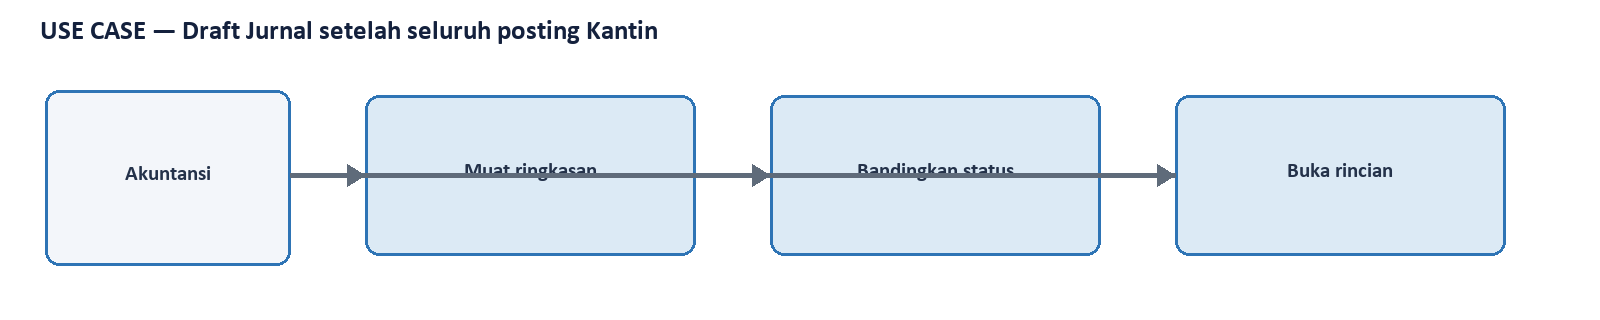 USE CASE — Draft Jurnal setelah seluruh posting Kantin
Akuntansi
Muat ringkasan
Bandingkan status
Buka rincian